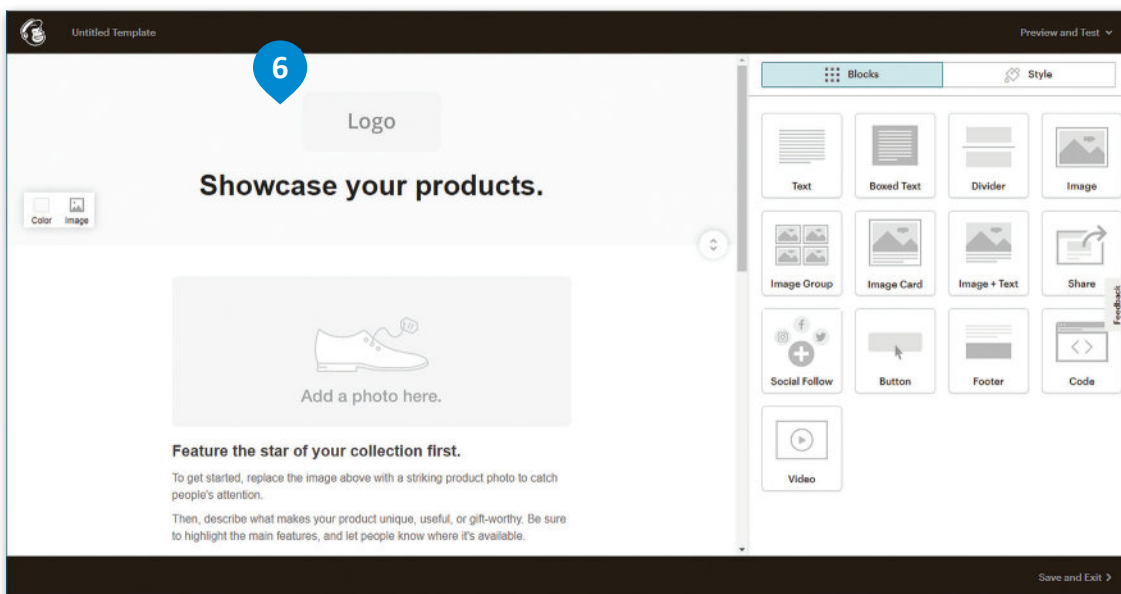 Untitled Template
Preview and Test
6
Logo
Showcase your products.
Color Image
Add a photo here.
Feature the star of your collection first.
To get started, replace the image above with a striking product photo to catch
people's attention.
Then, describe what makes your product unique, useful, or gift-worthy. Be sure
to highlight the main features, and let people know where it's available.
Blocks Style
Text Boxed Text Divider Image
Image Group Image Card Image + Text Share
Social Follow Button Footer Code
Video
Feedback
Save and Exit